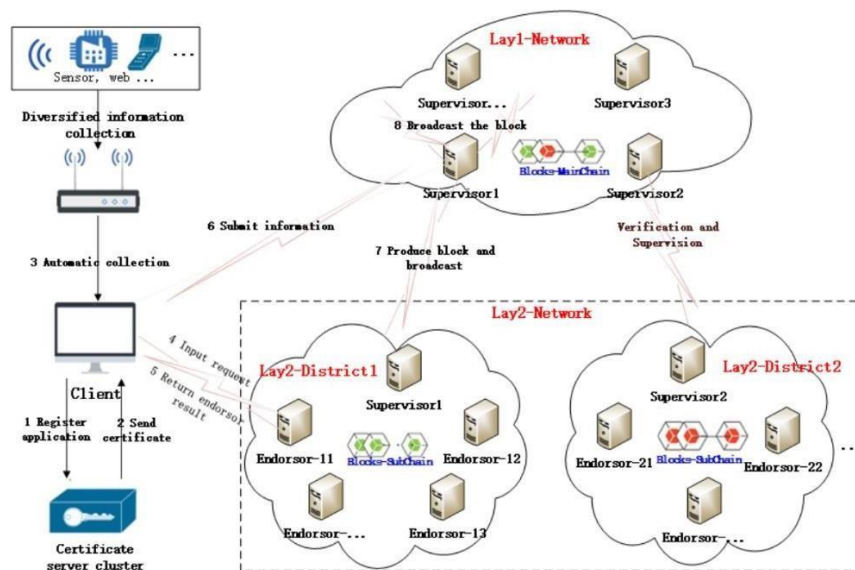 Sensor, web ...
...
Diversified information
collection
3 Automatic collection
Client
1 Register
application
2 Send
certificate
Certificate
server cluster
Lay1-Network
Supervisor...
Supervisor3
8 Broadcast the block
Supervisor1
Blocks-MainChain
Supervisor2
6 Submit information
7 Produce block and
broadcast
Verification and
Supervision
4 Input request
5 Return endorsor
result
Lay2-Network
Lay2-District1
Supervisor1
Endorsor-11
Blocks-SubChain
Endorsor-12
Endorsor-...
Endorsor-13
Lay2-District2
Supervisor2
Endorsor-21
Blocks-SubChain
Endorsor-22
Endorsor-...
...